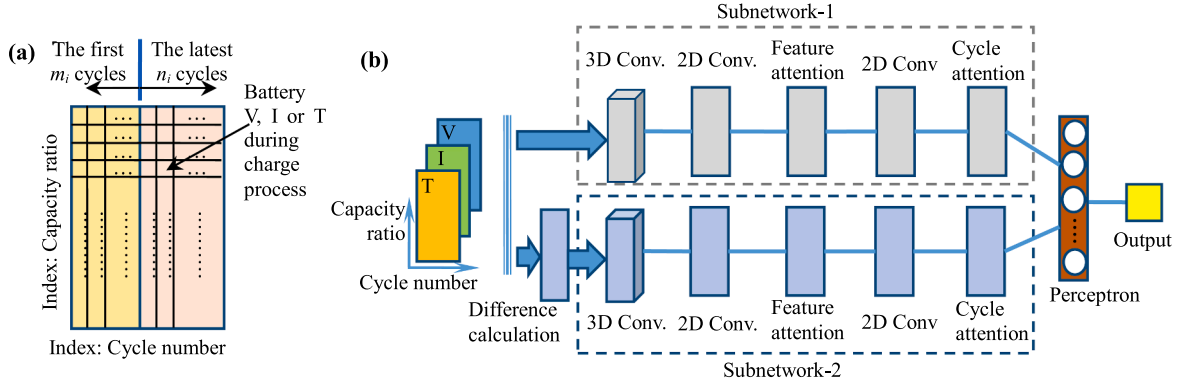 (a)
The first
m_i cycles
The latest
n_i cycles
Battery
V, I or T
during
charge
process
Index: Capacity ratio
Index: Cycle number
(b)
Subnetwork-1
3D Conv.
2D Conv.
Feature
attention
2D Conv
Cycle
attention
V
I
T
Capacity
ratio
Cycle number
Difference
calculation
3D Conv.
2D Conv.
Feature
attention
2D Conv
Cycle
attention
Subnetwork-2
Perceptron
Output